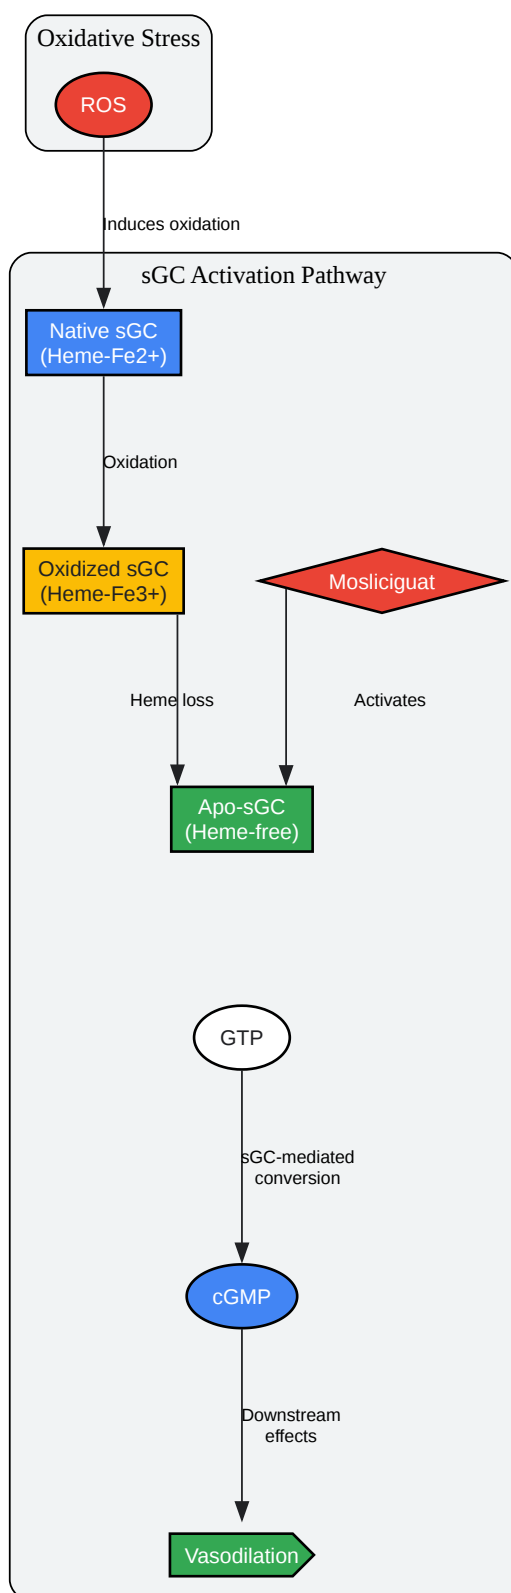 Oxidative Stress
ROS
Induces oxidation
sGC Activation Pathway
Native sGC
(Heme-Fe2+)
Oxidation
Oxidized sGC
(Heme-Fe3+)
Mosliciguat
Heme loss
Activates
Apo-sGC
(Heme-free)
GTP
sGC-mediated
conversion
cGMP
Downstream
effects
Vasodilation